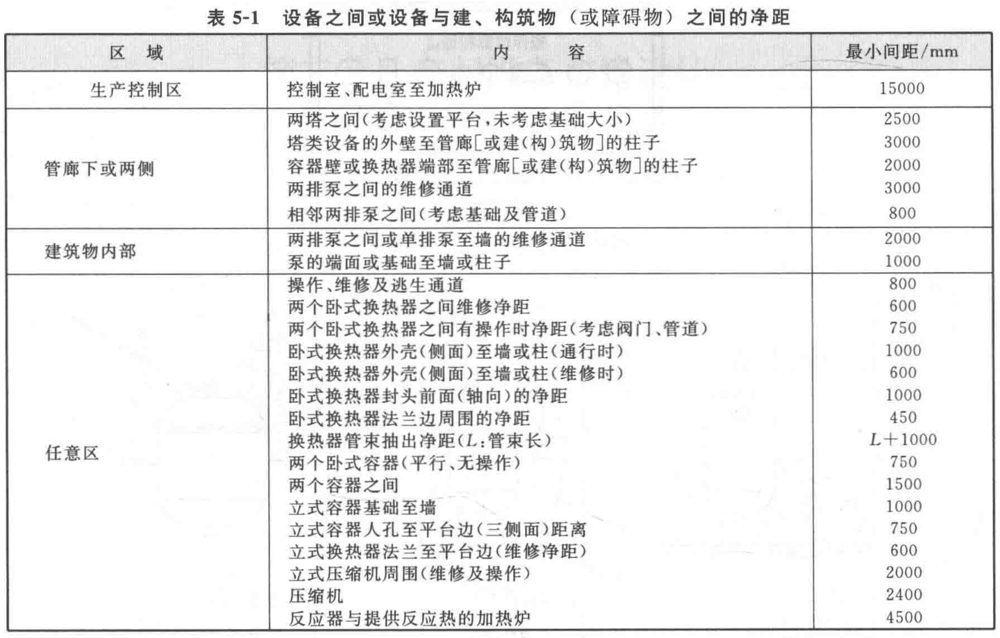 表 5-1 设备之间或设备与建、构筑物（或障碍物）之间的净距
区 域 内 容 最小间距/mm
生产控制区 控制室、配电室至加热炉 15000
管廊下或两侧 两塔之间(考虑设置平台,未考虑基础大小) 2500
塔类设备的外壁至管廊[或建(构)筑物]的柱子 3000
容器壁或换热器端部至管廊[或建(构)筑物]的柱子 2000
两排泵之间的维修通道 3000
相邻两排泵之间(考虑基础及管道) 800
建筑物内部 两排泵之间或单排泵至墙的维修通道 2000
泵的端面或基础至墙或柱子 1000
任意区 操作、维修及逃生通道 800
两个卧式换热器之间维修净距 600
两个卧式换热器之间有操作时净距(考虑阀门、管道) 750
卧式换热器外壳(侧面)至墙或柱(通行时) 1000
卧式换热器外壳(侧面)至墙或柱(维修时) 600
卧式换热器封头前面(轴向)的净距 1000
卧式换热器法兰边周围的净距 450
换热器管束抽出净距(L:管束长) L+1000
两个卧式容器(平行、无操作) 750
两个容器之间 1500
立式容器基础至墙 1000
立式容器人孔至平台边(三侧面)距离 750
立式换热器法兰至平台边(维修净距) 600
立式压缩机周围(维修及操作) 2000
压缩机 2400
反应器与提供反应热的加热炉 4500